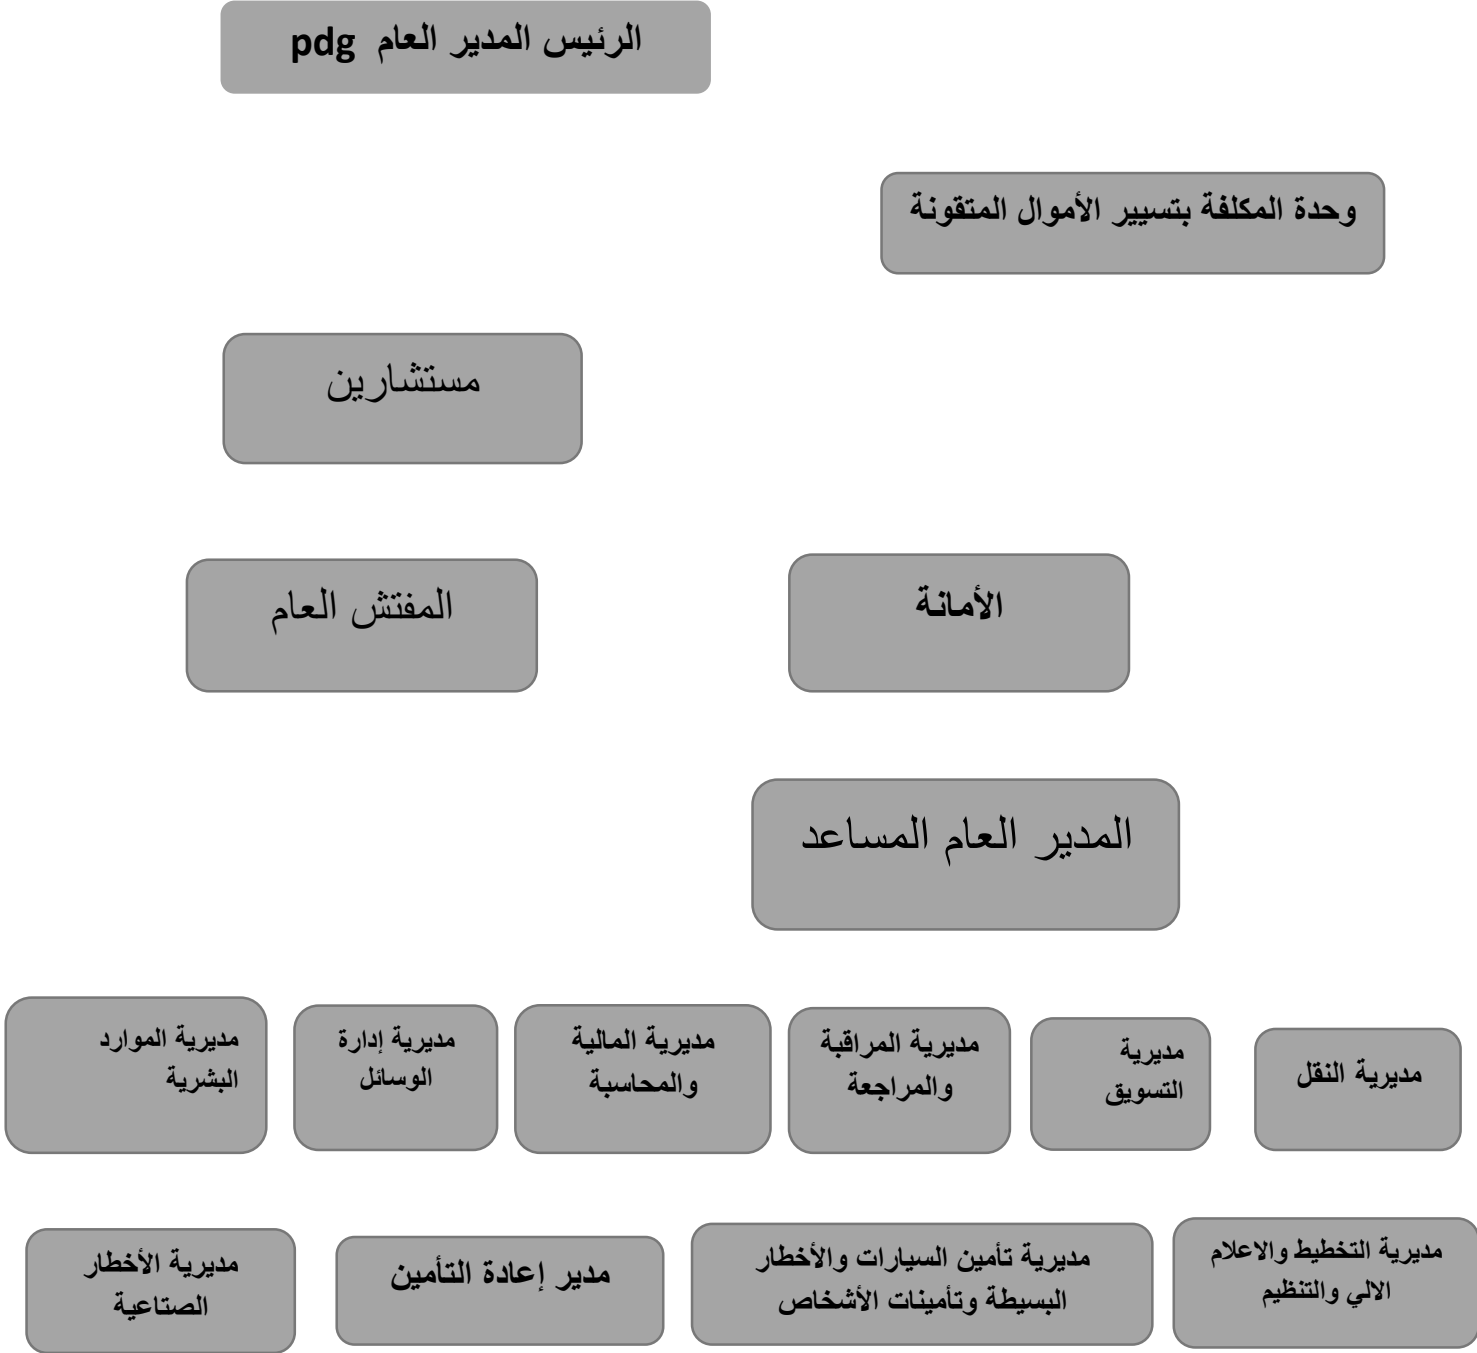 الرئيس المدير العام pdg
وحدة المكلفة بتسيير الأموال المتقونة
مستشارين
الأمانة
المفتش العام
المدير العام المساعد
مديرية النقل
مديرية
التسويق
مديرية المراقبة
والمراجعة
مديرية المالية
والمحاسبة
مديرية إدارة
الوسائل
مديرية الموارد
البشرية
مديرية التخطيط والاعلام
الالي والتنظيم
مديرية تأمين السيارات والأخطار
البسيطة وتأمينات الأشخاص
مدير إعادة التأمين
مديرية الأخطار
الصتاعية